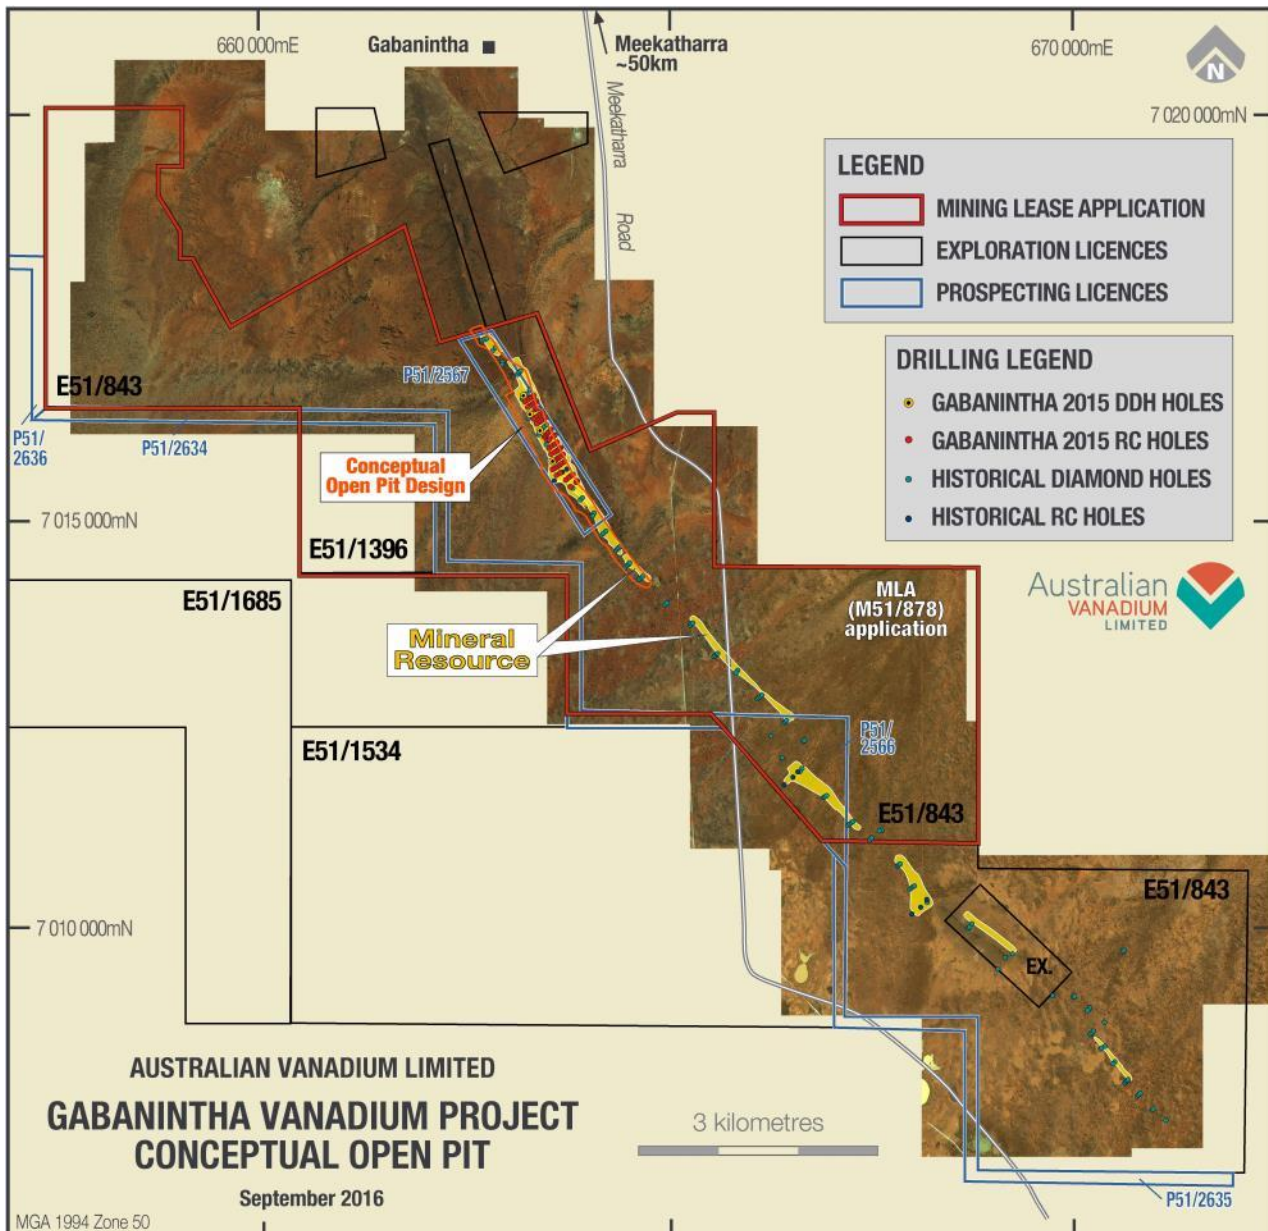 660 000mE
Gabanintha
Meekatharra
~50km
670 000mE
N
7 020 000mN
Meekatharra
Road
LEGEND
MINING LEASE APPLICATION
EXPLORATION LICENCES
PROSPECTING LICENCES
DRILLING LEGEND
GABANINTHA 2015 DDH HOLES
GABANINTHA 2015 RC HOLES
HISTORICAL DIAMOND HOLES
HISTORICAL RC HOLES
E51/843
P51/2567
P51/
2636
P51/2634
Conceptual
Open Pit Design
7 015 000mN
E51/1396
E51/1685
MLA
(M51/878)
application
Australian
VANADIUM
LIMITED
Mineral
Resource
P51/
2566
E51/1534
E51/843
E51/843
7 010 000mN
EX.
AUSTRALIAN VANADIUM LIMITED
GABANINTHA VANADIUM PROJECT
CONCEPTUAL OPEN PIT
September 2016
3 kilometres
P51/2635
MGA 1994 Zone 50